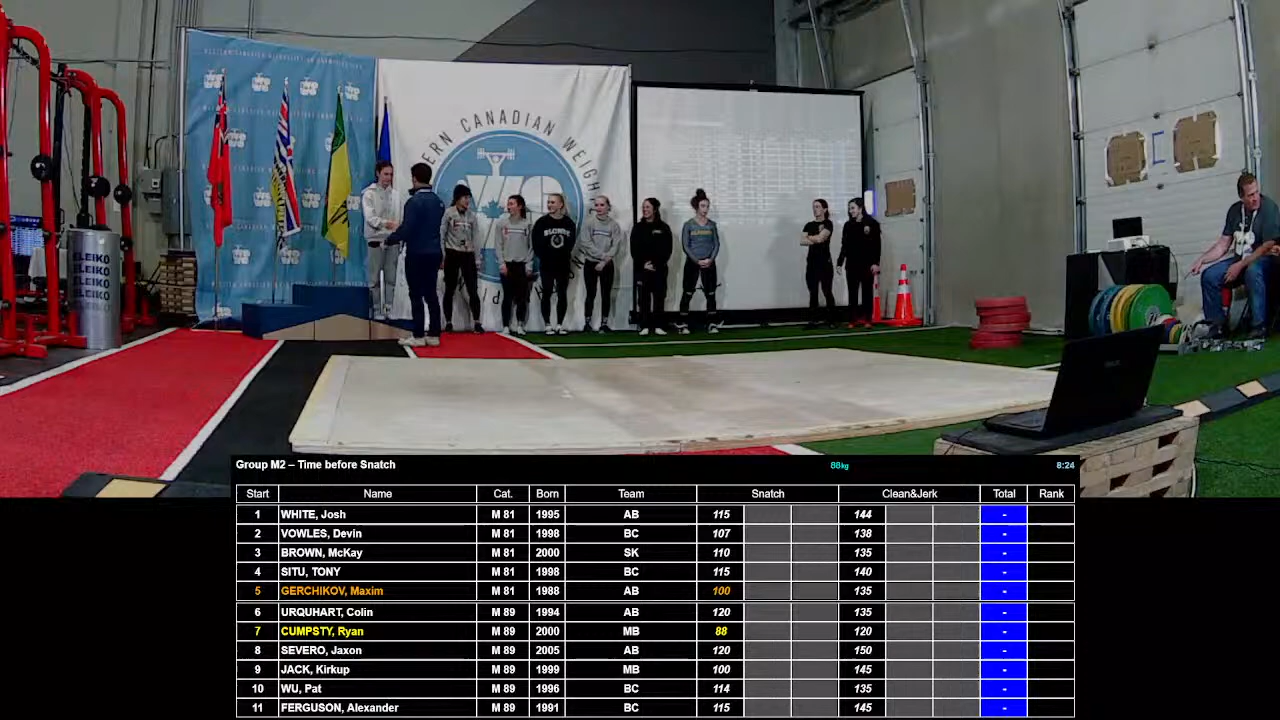 WESTERN CANADIAN WEIGH
ELEIKO
ELEIKO
ELEIKO
ELEIKO
BLONDE
Group M2 – Time before Snatch 88kg 8:24
Start Name Cat. Born Team Snatch Clean&Jerk Total Rank
1 WHITE, Josh M 81 1995 AB 115 144 -
2 VOWLES, Devin M 81 1998 BC 107 138 -
3 BROWN, McKay M 81 2000 SK 110 135 -
4 SITU, TONY M 81 1998 BC 115 140 -
5 GERCHIKOV, Maxim M 81 1988 AB 100 135 -
6 URQUHART, Colin M 89 1994 AB 120 135 -
7 CUMPSTY, Ryan M 89 2000 MB 88 120 -
8 SEVERO, Jaxon M 89 2005 AB 120 150 -
9 JACK, Kirkup M 89 1999 MB 100 145 -
10 WU, Pat M 89 1996 BC 114 135 -
11 FERGUSON, Alexander M 89 1991 BC 115 145 -